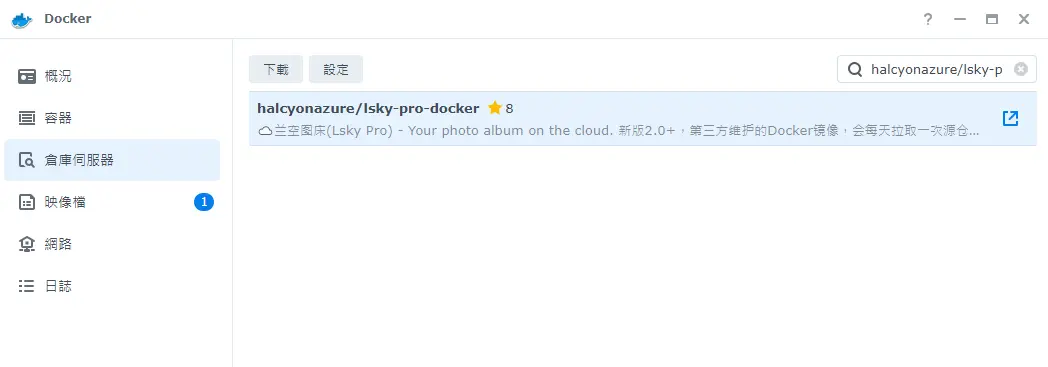 Docker
概況
容器
倉庫伺服器
映像檔 1
網路
日誌
下載 設定 halcyonazure/lsky-p
halcyonazure/lsky-pro-docker 8
兰空图床(Lsky Pro) - Your photo album on the cloud. 新版2.0+，第三方维护的Docker镜像，会每天拉取一次源仓...